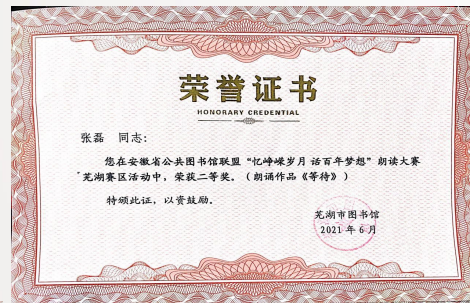 荣誉证书
HONORARY CREDENTIAL
张磊 同志:
您在安徽省公共图书馆联盟“忆峥嵘岁月 话百年梦想”朗读大赛
芜湖赛区活动中，荣获二等奖。（朗诵作品《等待》）
特颁此证，以资鼓励。
芜湖市图书馆
2021年6月